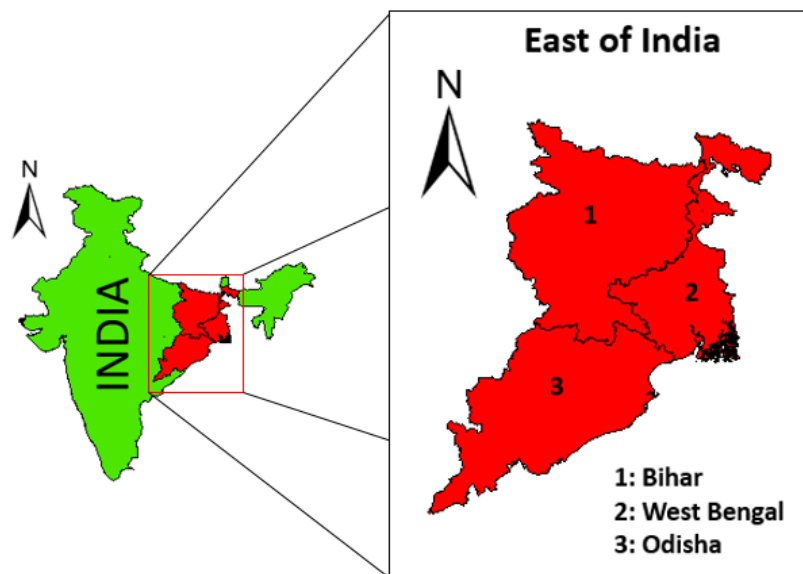 East of India
N
N
INDIA
1
2
3
1: Bihar
2: West Bengal
3: Odisha